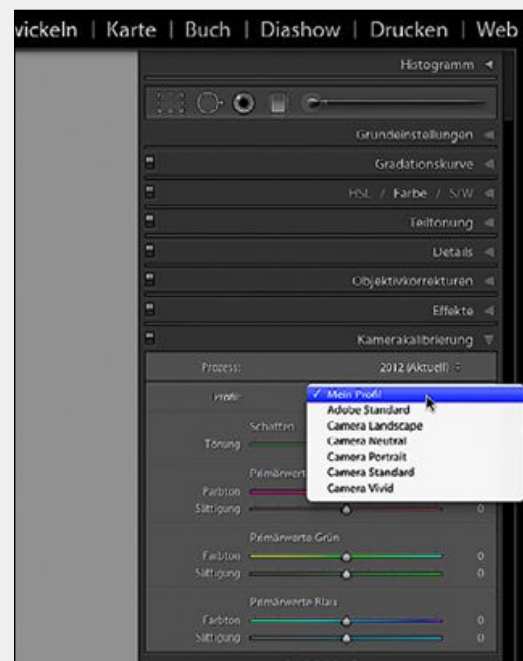 wickeln | Karte | Buch | Diashow | Drucken | Web
Histogramm
Grundeinstellungen
Gradationskurve
HSL / Farbe / S/W
Teiltonung
Details
Objektivkorrekturen
Effekte
Kamerakalibrierung
Prozess: 2012 (Aktuell)
Profil: ✓ Mein Profil
Adobe Standard
Camera Landscape
Camera Neutral
Camera Portrait
Camera Standard
Camera Vivid
Schatten
Tönung
Primärwert
Farbton
Sättigung 0
Primärwerte Grün
Farbton 0
Sättigung 0
Primärwerte Blau
Farbton 0
Sättigung 0